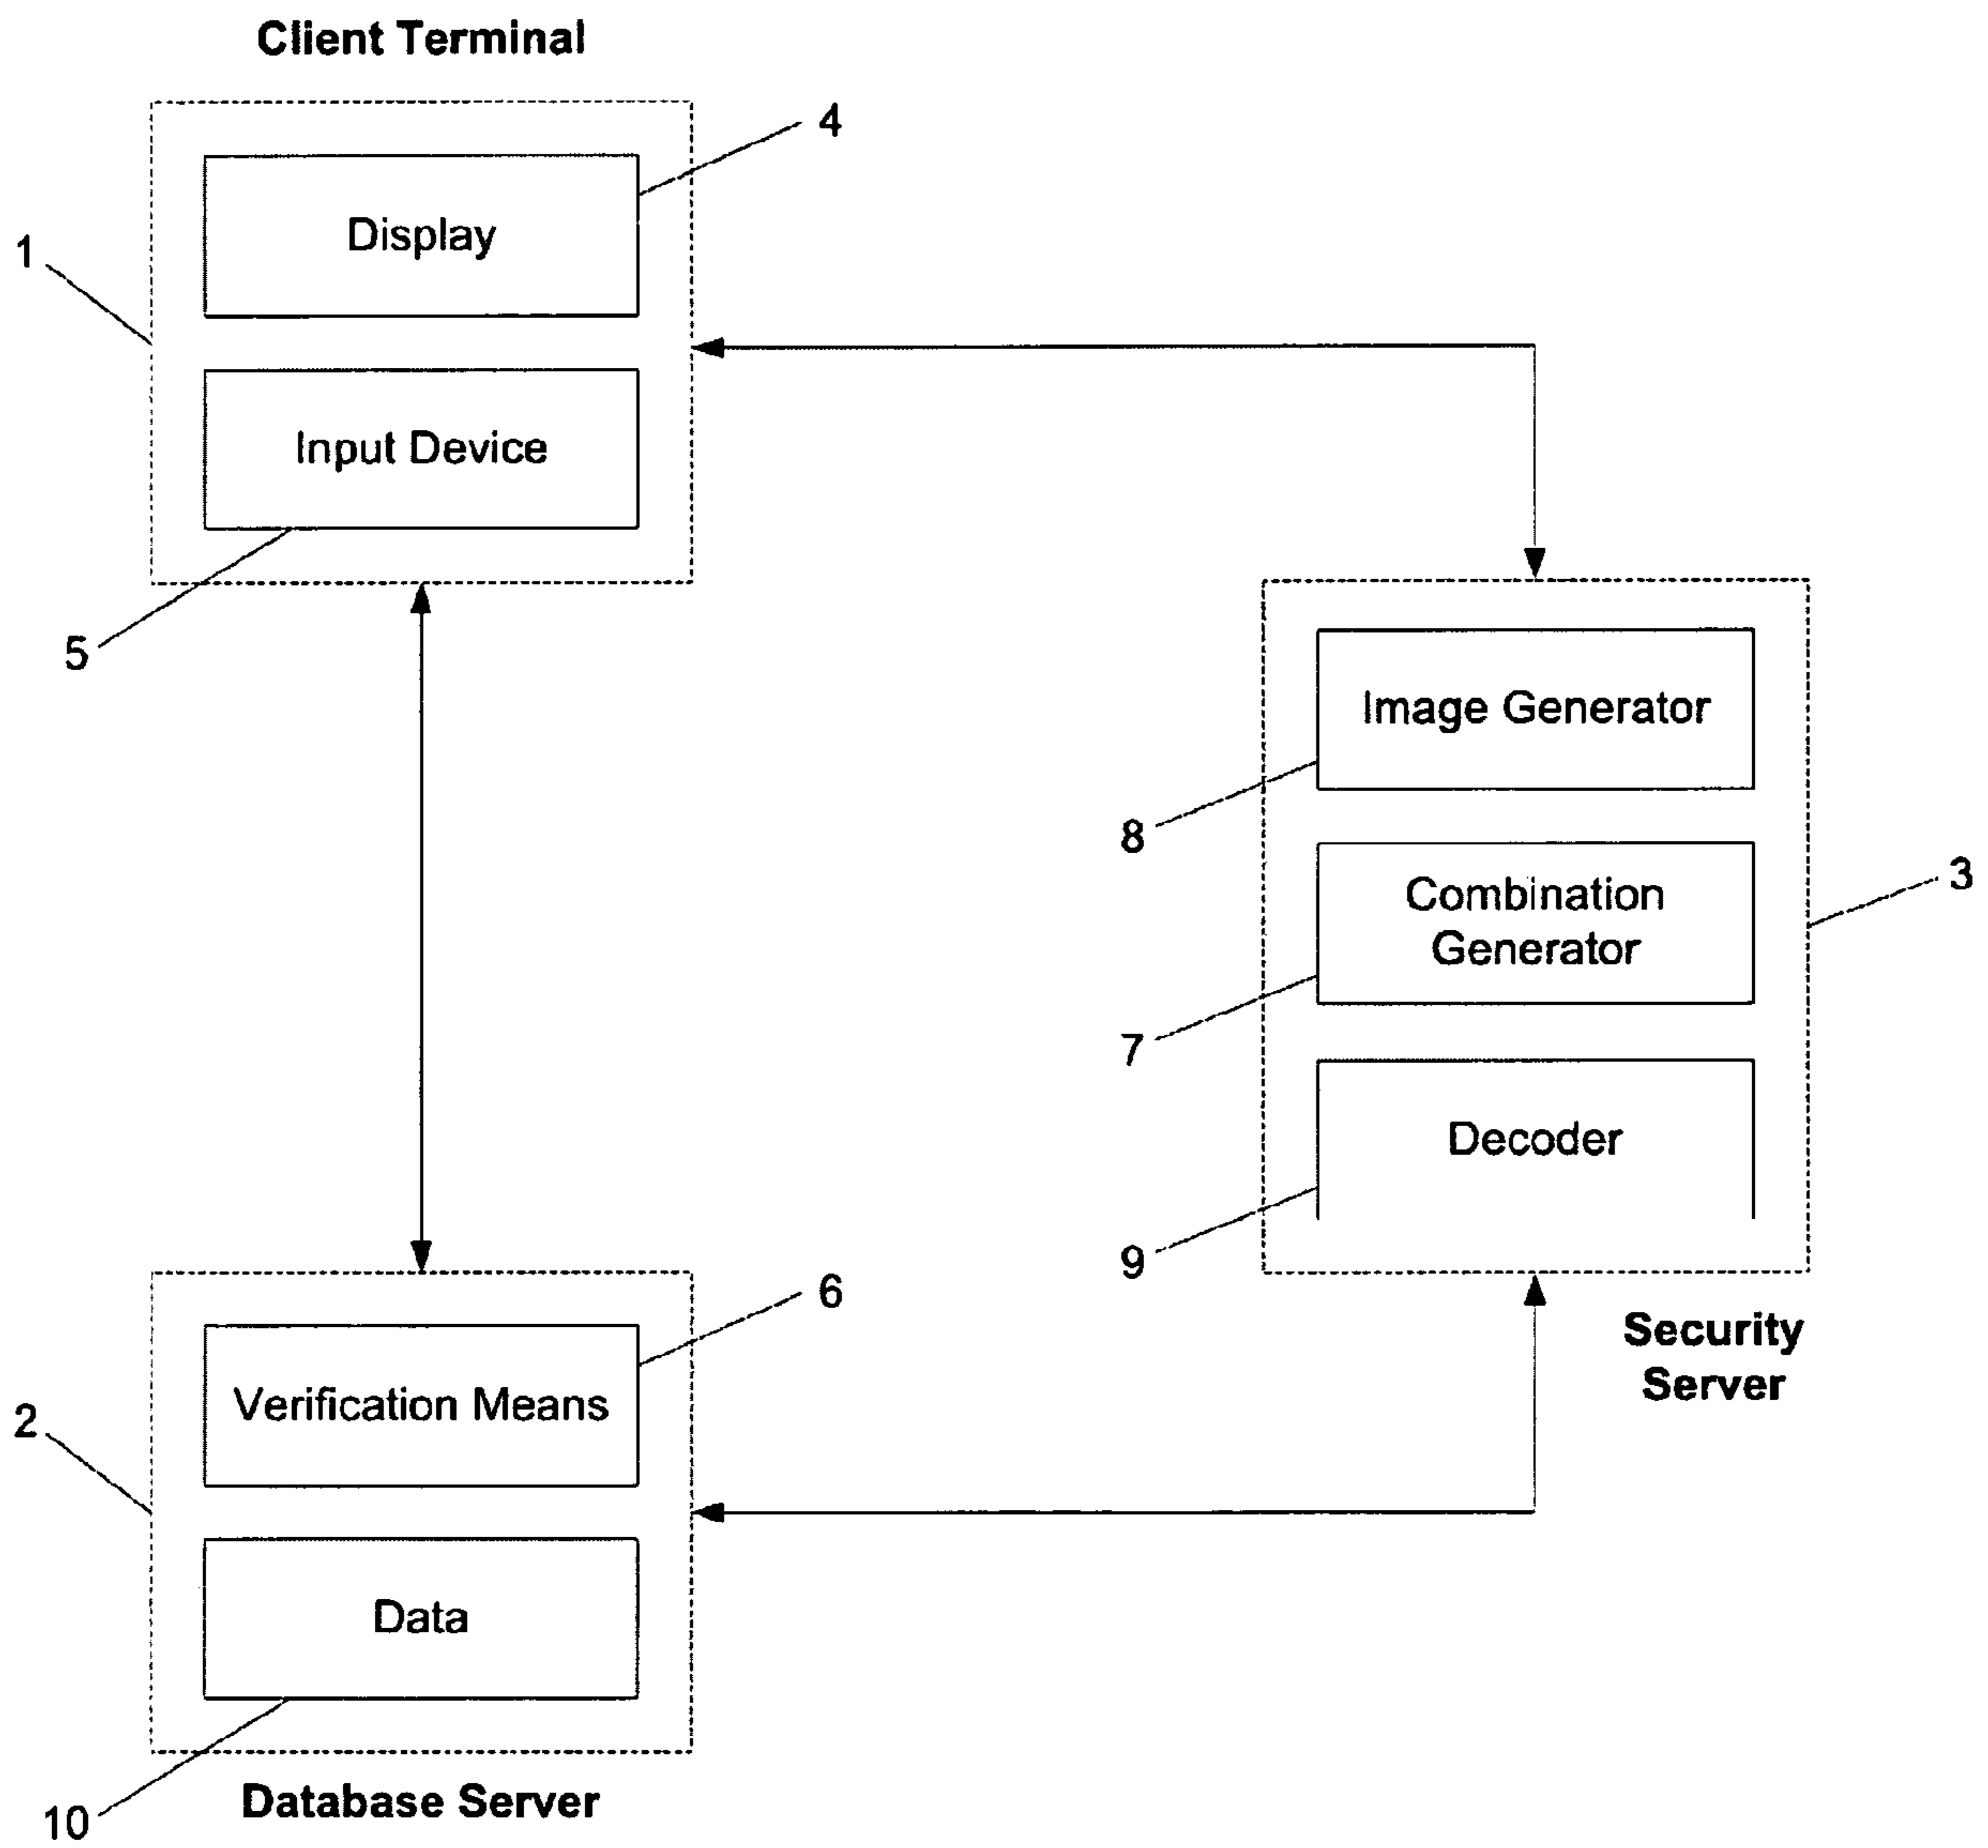 Client Terminal
4
Display
1
Input Device
5
Image Generator
8
Combination
Generator
3
7
Decoder
9
Security
Server
6
Verification Means
2
Data
10
Database Server